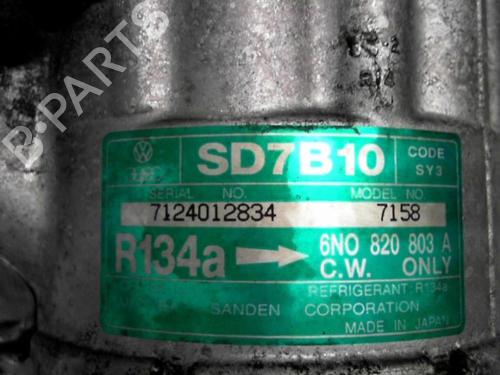 SD7B10
CODE
SY3
SERIAL NO. MODEL NO.
7124012834 7158
R134a 6N0 820 803 A
C.W. ONLY
REFRIGERANT: R134a
SANDEN CORPORATION
MADE IN JAPAN
B-PARTS